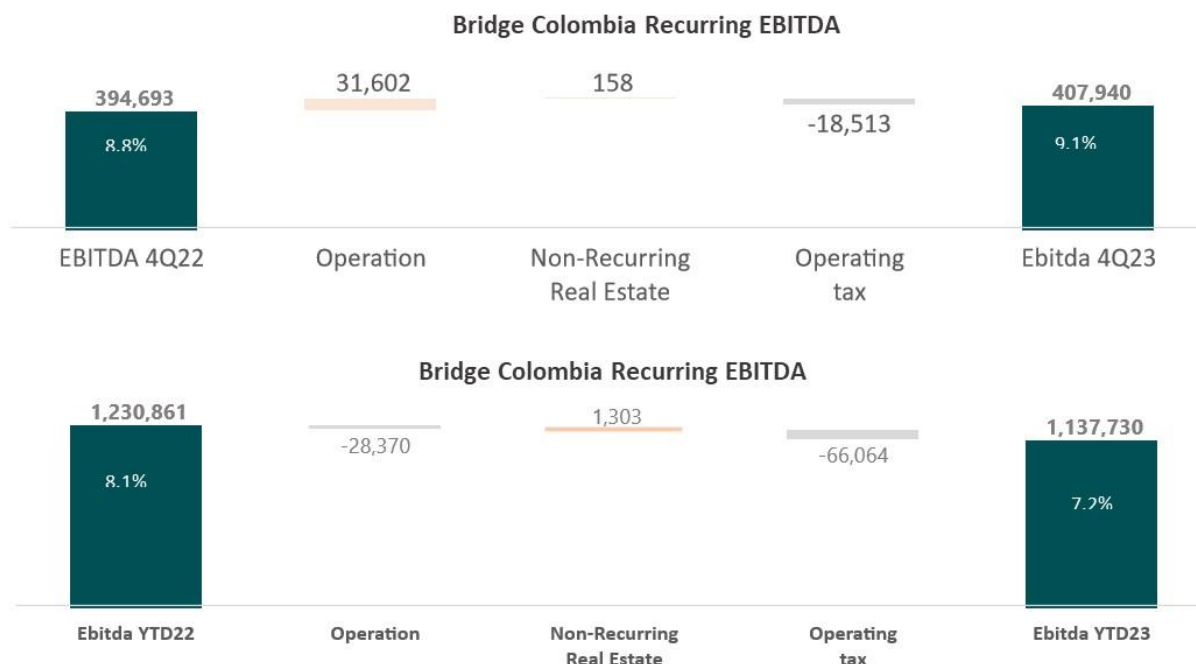 Bridge Colombia Recurring EBITDA
394,693
31,602
158
-18,513
407,940
8.8%
9.1%
EBITDA 4Q22
Operation
Non-Recurring
Real Estate
Operating
tax
Ebitda 4Q23
Bridge Colombia Recurring EBITDA
1,230,861
-28,370
1,303
-66,064
1,137,730
8.1%
7.2%
Ebitda YTD22
Operation
Non-Recurring
Real Estate
Operating
tax
Ebitda YTD23